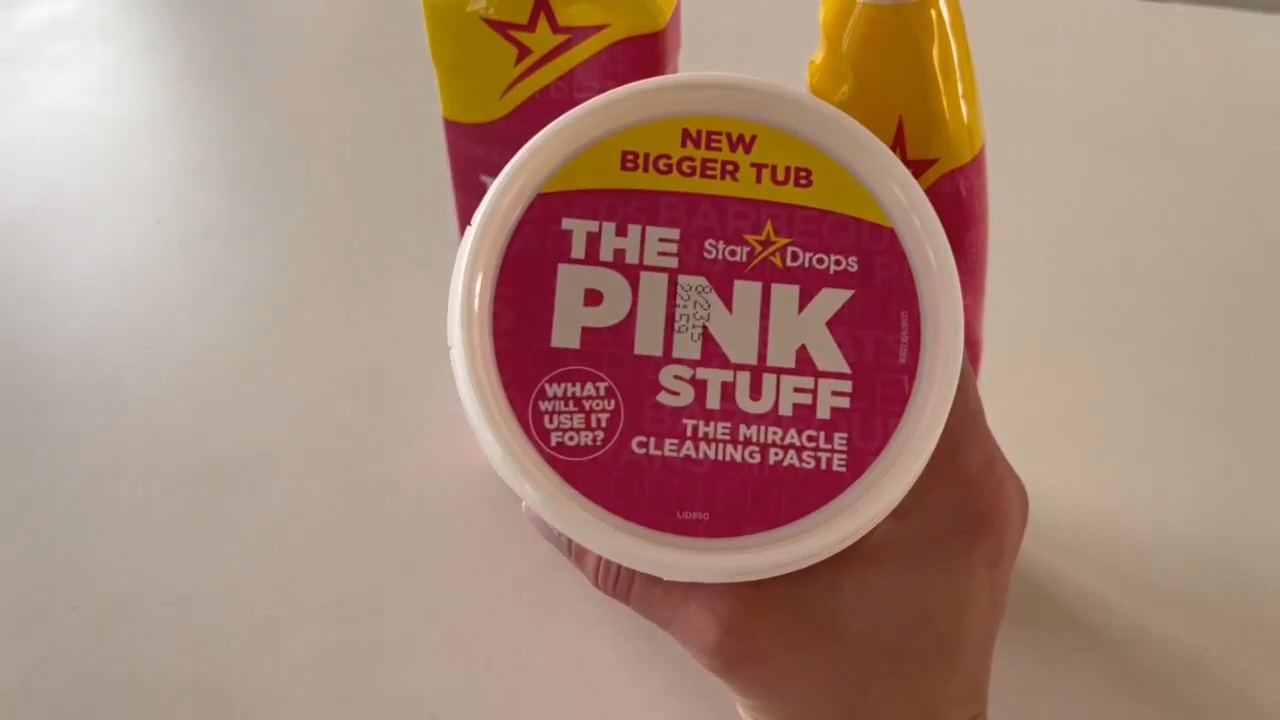 NEW
BIGGER TUB
THE
Star Drops
PINK
STUFF
THE MIRACLE
CLEANING PASTE
WHAT
WILL YOU
USE IT
FOR?
LID850